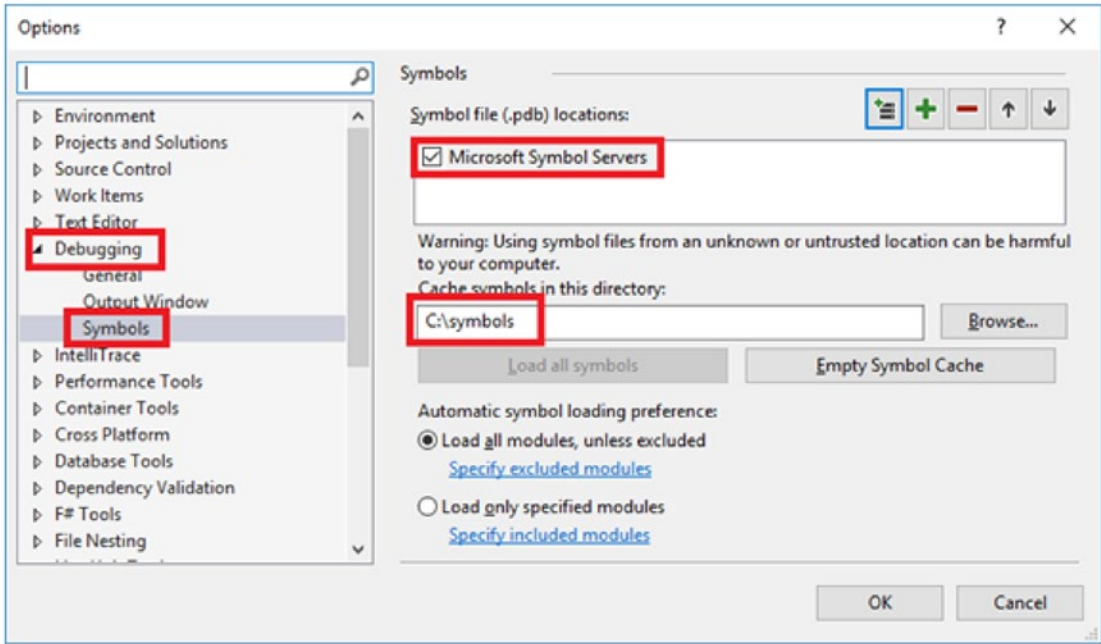 Options
Environment
Projects and Solutions
Source Control
Work Items
Text Editor
Debugging
General
Output Window
Symbols
IntelliTrace
Performance Tools
Container Tools
Cross Platform
Database Tools
Dependency Validation
F# Tools
File Nesting
Symbols
Symbol file (.pdb) locations:
Microsoft Symbol Servers
Warning: Using symbol files from an unknown or untrusted location can be harmful
to your computer.
Cache symbols in this directory:
C:\symbols
Browse...
Load all symbols
Empty Symbol Cache
Automatic symbol loading preference:
Load all modules, unless excluded
Specify excluded modules
Load only specified modules
Specify included modules
OK
Cancel